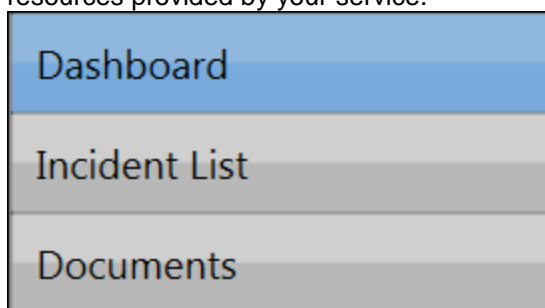 resources provided by your service.
Dashboard
Incident List
Documents